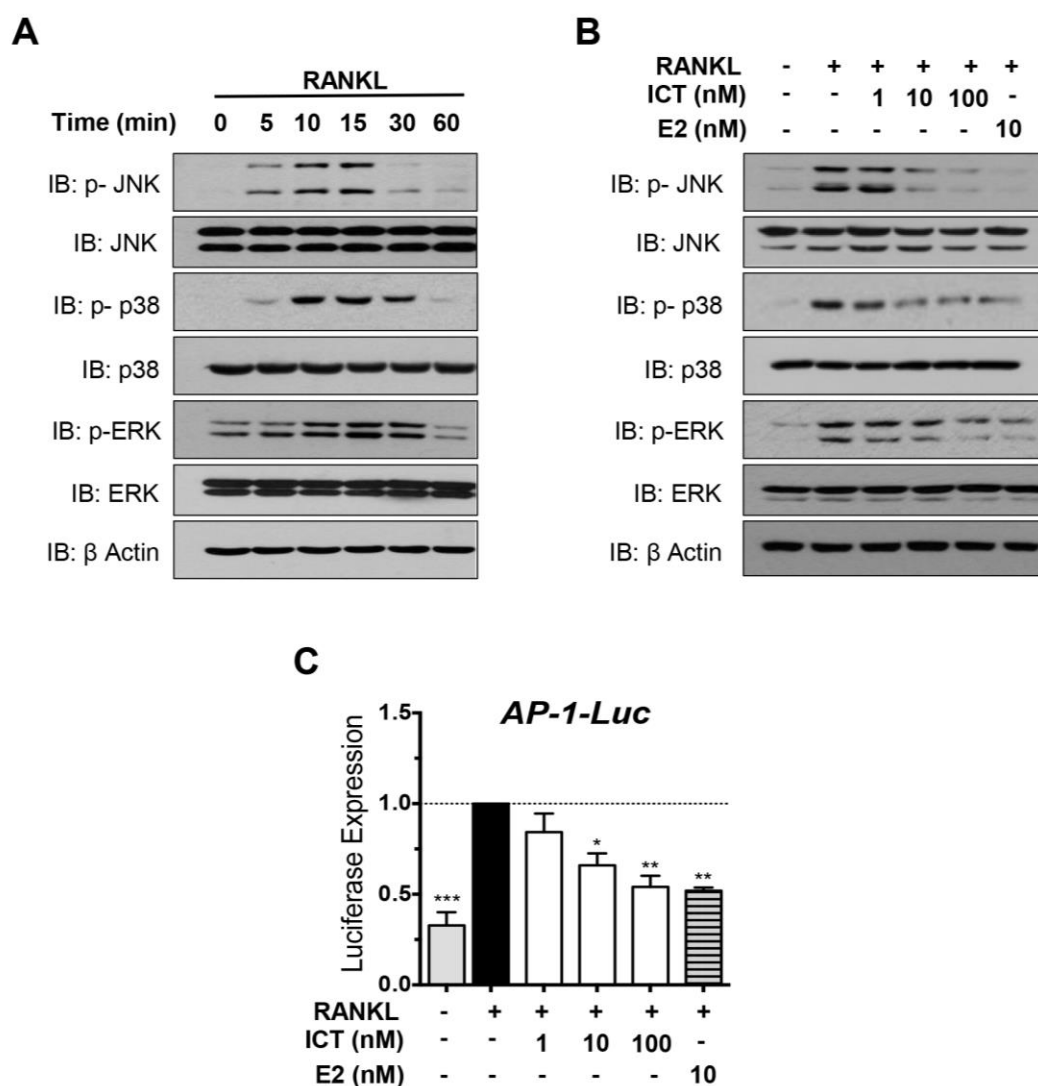 A
RANKL
Time (min) 0 5 10 15 30 60
IB: p- JNK
IB: JNK
IB: p- p38
IB: p38
IB: p-ERK
IB: ERK
IB: β Actin
B
RANKL - + + + + +
ICT (nM) - - 1 10 100 -
E2 (nM) - - - - - 10
IB: p- JNK
IB: JNK
IB: p- p38
IB: p38
IB: p-ERK
IB: ERK
IB: β Actin
C
AP-1-Luc
Luciferase Expression
1.5
1.0
0.5
0.0
***
*
**
**
RANKL - + + + + +
ICT (nM) - - 1 10 100 -
E2 (nM) - - - - - 10